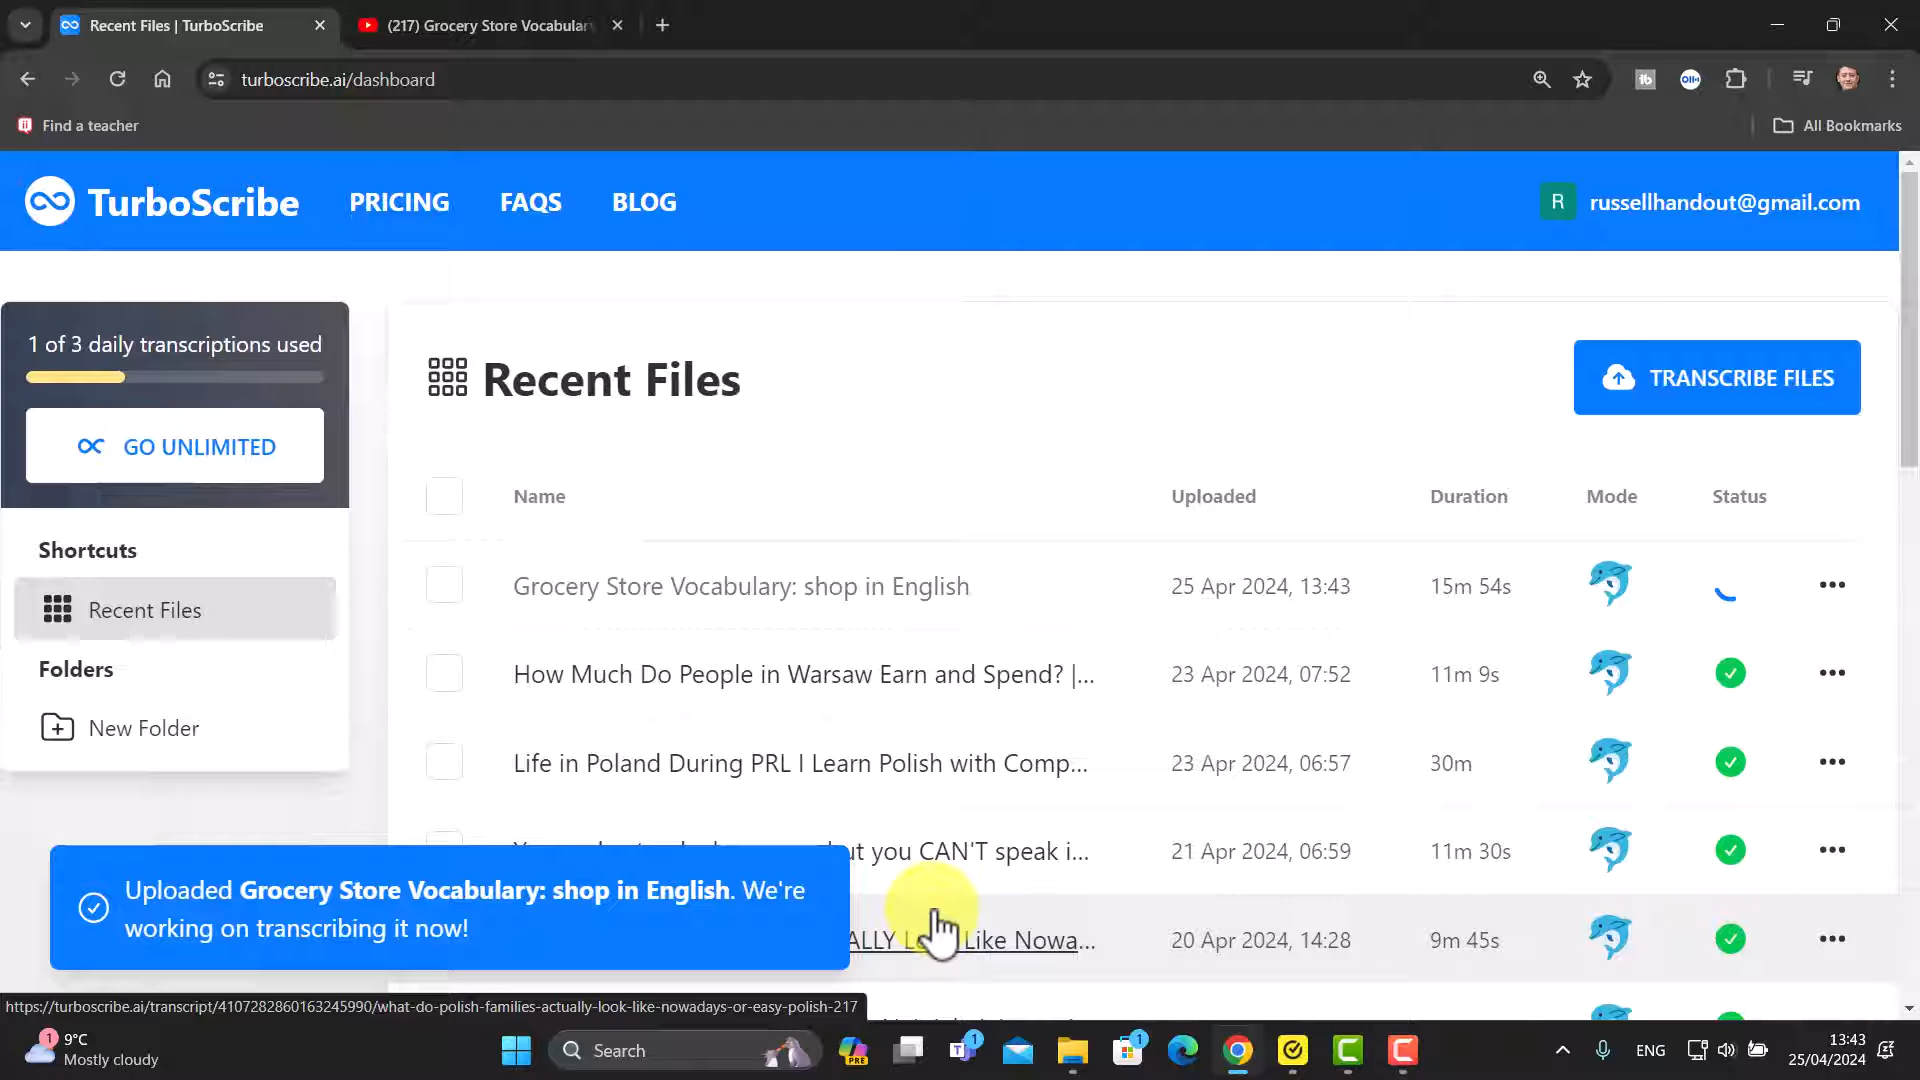 Recent Files | TurboScribe
(217) Grocery Store Vocabular
turboscribe.ai/dashboard
Find a teacher
All Bookmarks
TurboScribe
PRICING
FAQS
BLOG
R
russellhandout@gmail.com
1 of 3 daily transcriptions used
GO UNLIMITED
Shortcuts
Recent Files
Folders
New Folder
Recent Files
TRANSCRIBE FILES
Name Uploaded Duration Mode Status
Grocery Store Vocabulary: shop in English 25 Apr 2024, 13:43 15m 54s
How Much Do People in Warsaw Earn and Spend? |... 23 Apr 2024, 07:52 11m 9s
Life in Poland During PRL I Learn Polish with Comp... 23 Apr 2024, 06:57 30m
you CAN'T speak i... 21 Apr 2024, 06:59 11m 30s
Like Nowa... 20 Apr 2024, 14:28 9m 45s
Uploaded Grocery Store Vocabulary: shop in English. We're
working on transcribing it now!
https://turboscribe.ai/transcript/4107282860163245990/what-do-polish-families-actually-look-like-nowadays-or-easy-polish-217
1
9°C
Mostly cloudy
Search
PRE
1
1
ENG
13:43
25/04/2024